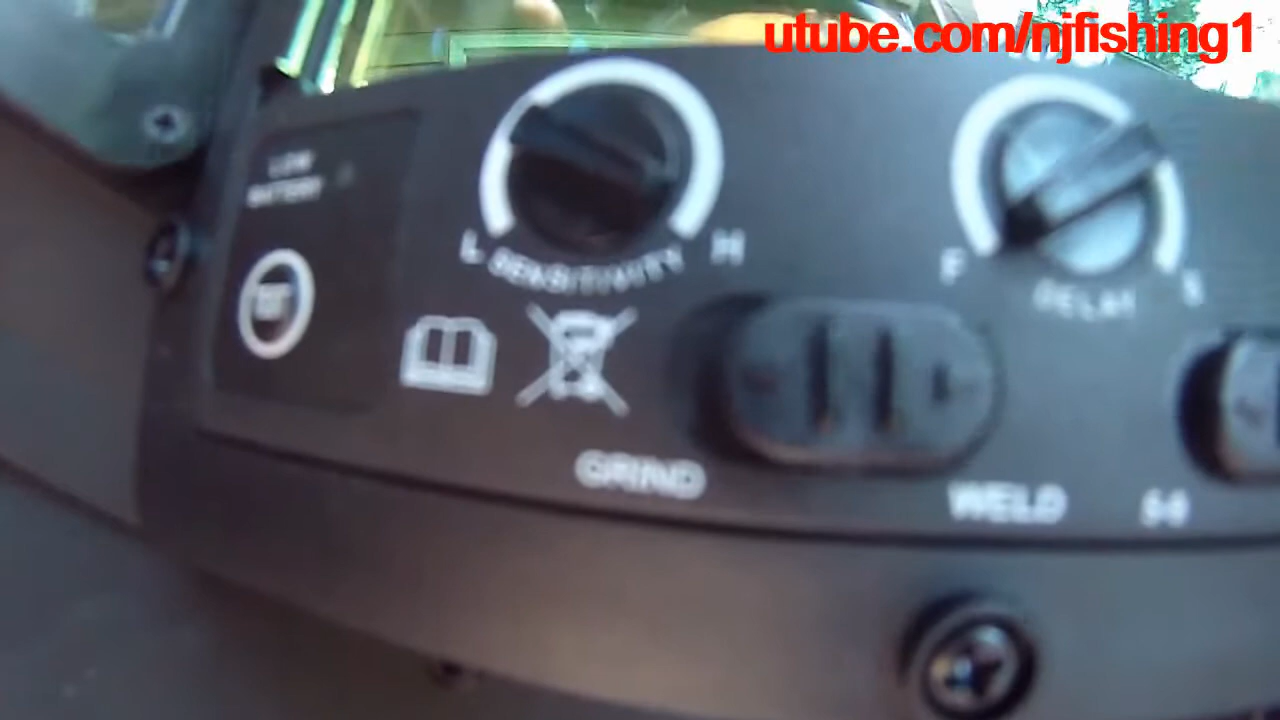 utube.com/njfishing1
LOW
BATTERY
L SENSITIVITY H
F DELAY
GRIND
WELD